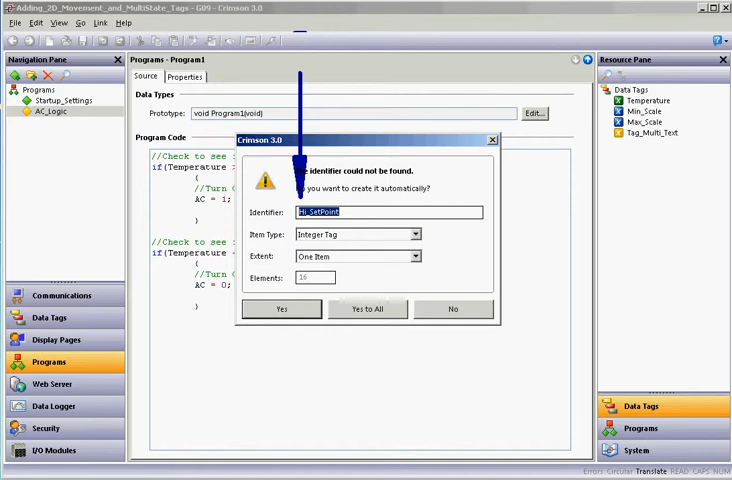 Adding_2D_Movement_and_MultiState_Tags - G09 - Crimson 3.0
File Edit View Go Link Help
Navigation Pane
Programs
Startup_Settings
AC_Logic
Communications
Data Tags
Display Pages
Programs
Web Server
Data Logger
Security
I/O Modules
Programs - Program1
Source Properties
Data Types
Prototype: void Program1(void) Edit...
Program Code
//Check to see
if(Temperature >
{
//Turn
AC = 1;
}
//Check to see
if(Temperature
{
//Turn
AC = 0;
}
Crimson 3.0
identifier could not be found.
you want to create it automatically?
Identifier: Hi_SetPoint
Item Type: Integer Tag
Extent: One Item
Elements: 16
Yes Yes to All No
Resource Pane
Data Tags
Temperature
Min_Scale
Max_Scale
Tag_Multi_Text
Data Tags
Programs
System
Errors Circular Translate READ CAPS NUM